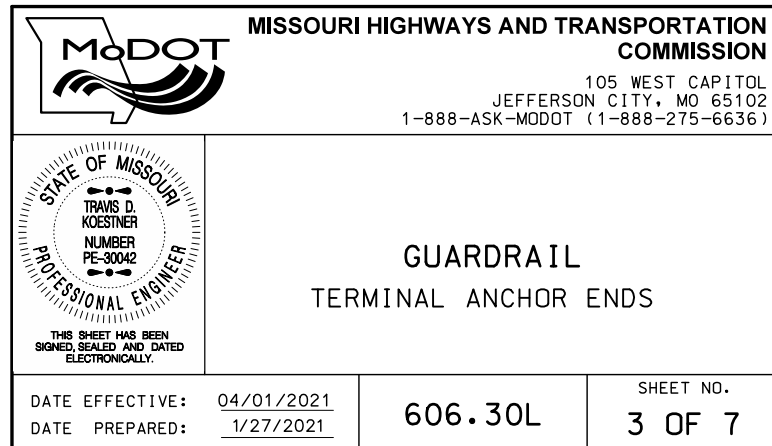 MoDOT
MISSOURI HIGHWAYS AND TRANSPORTATION
COMMISSION
105 WEST CAPITOL
JEFFERSON CITY, MO 65102
1-888-ASK-MODOT (1-888-275-6636)
STATE OF MISSOURI
TRAVIS D.
KOESTNER
NUMBER
PE-30042
PROFESSIONAL ENGINEER
THIS SHEET HAS BEEN
SIGNED, SEALED AND DATED
ELECTRONICALLY.
GUARDRAIL
TERMINAL ANCHOR ENDS
DATE EFFECTIVE: 04/01/2021
DATE PREPARED: 1/27/2021
606.30L
SHEET NO.
3 OF 7